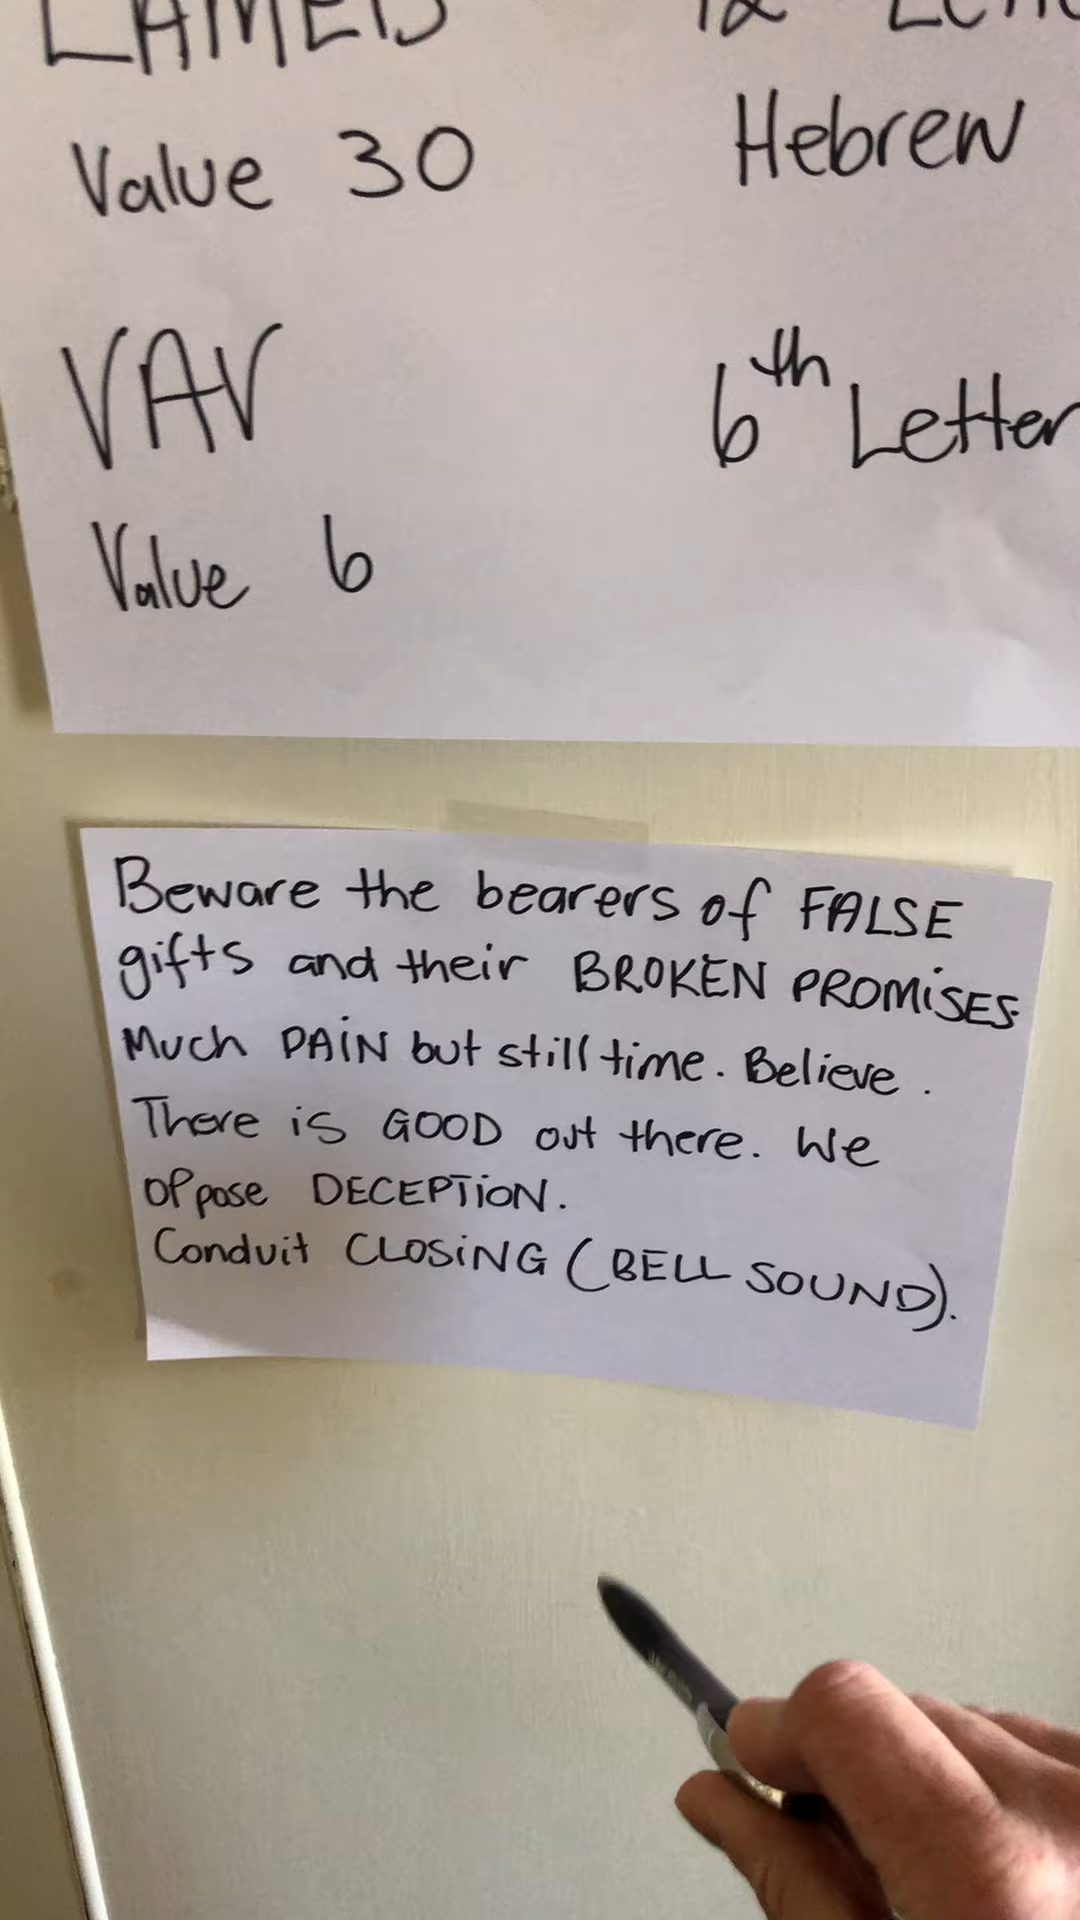 LAMED
Value 30
Hebrew
VAV
6th Letter
Value 6
Beware the bearers of FALSE
gifts and their BROKEN PROMiSES.
Much PAiN but still time. Believe.
There is GOOD out there. We
oppose DECEPTiON.
Conduit CLOSiNG (BELL SOUND).